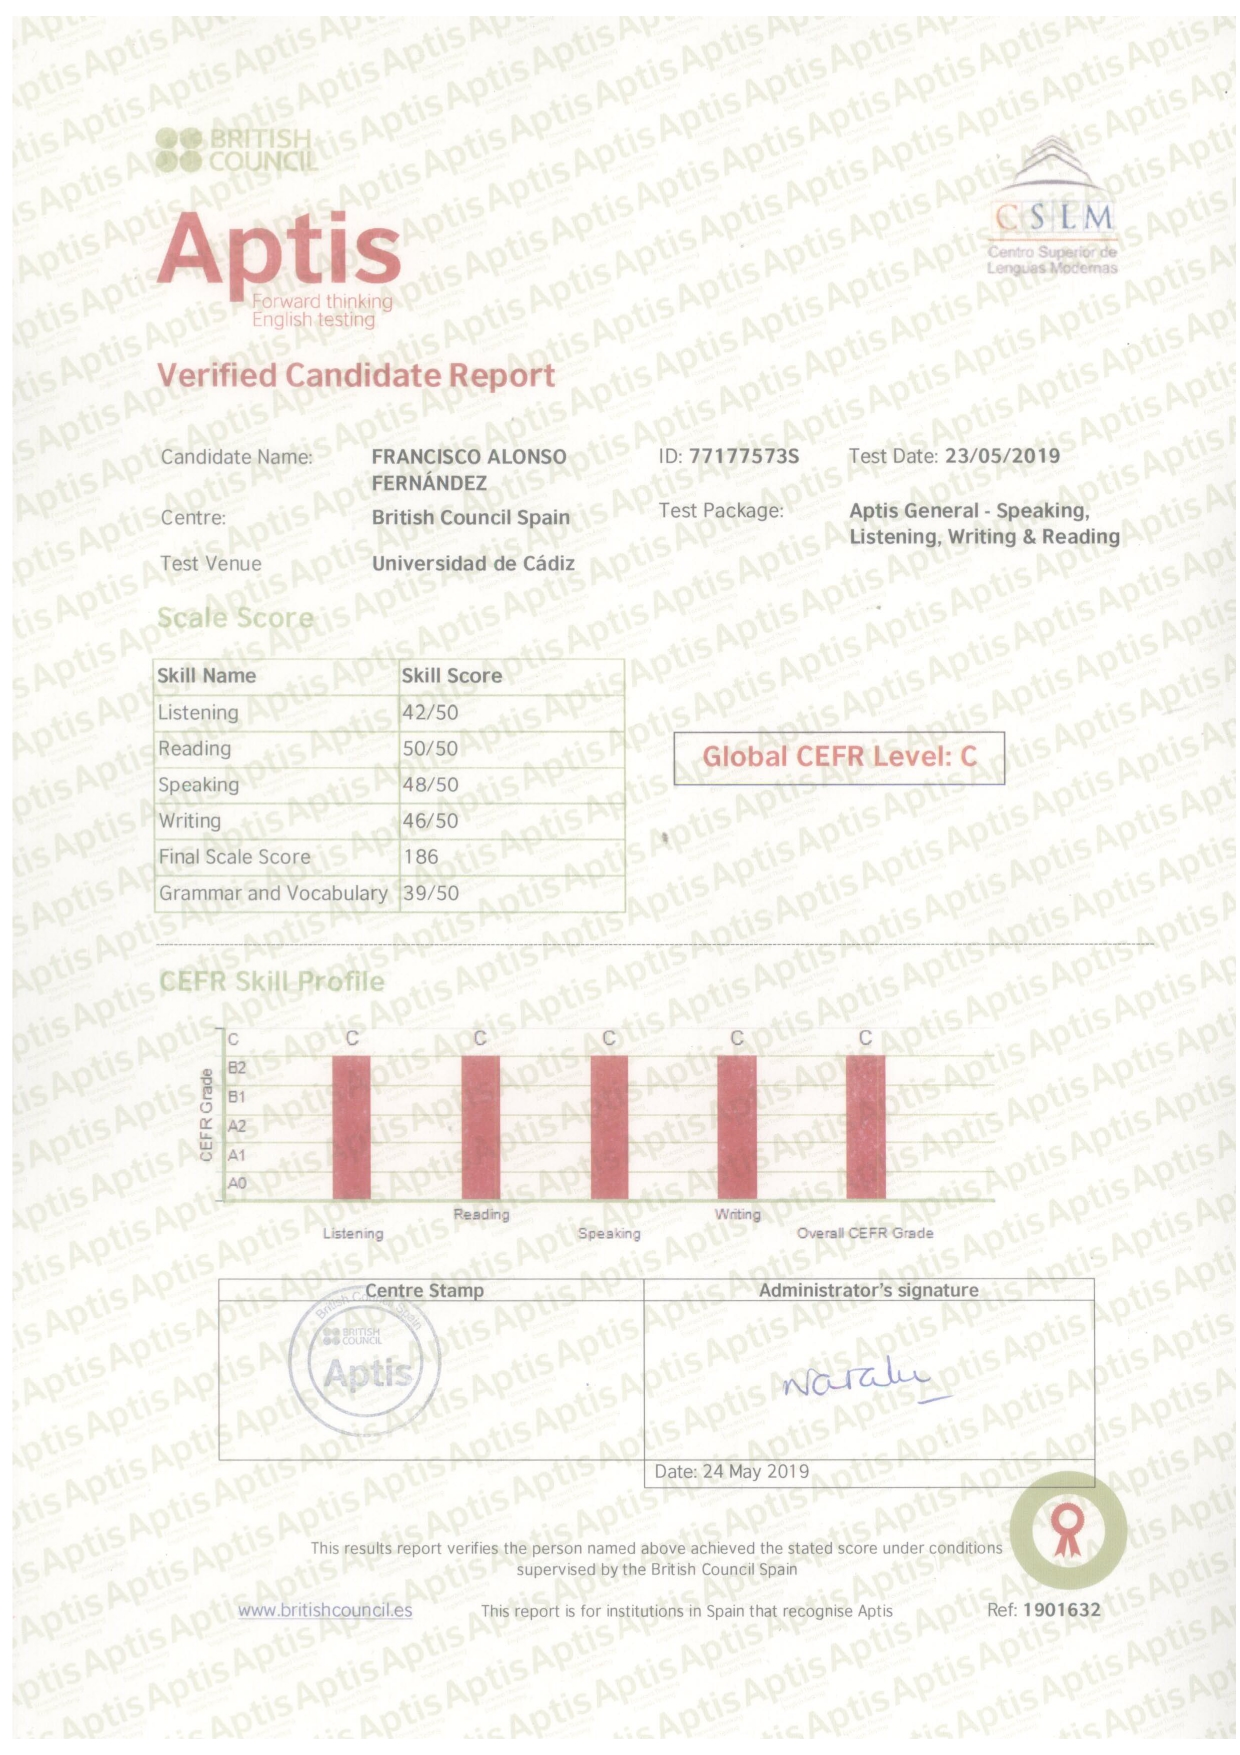 BRITISH
COUNCIL
Aptis
Forward thinking
English testing
CSLM
Centro Superior de
Lenguas Modernas
Verified Candidate Report
Candidate Name: FRANCISCO ALONSO FERNÁNDEZ
ID: 77177573S
Test Date: 23/05/2019
Centre: British Council Spain
Test Package: Aptis General - Speaking,
Listening, Writing & Reading
Test Venue Universidad de Cádiz
Scale Score
Skill Name Skill Score
Listening 42/50
Reading 50/50
Speaking 48/50
Writing 46/50
Final Scale Score 186
Grammar and Vocabulary 39/50
Global CEFR Level: C
CEFR Skill Profile
CEFR Grade
C
B2
B1
A2
A1
A0
C C C C C
Listening Reading Speaking Writing Overall CEFR Grade
Centre Stamp Administrator's signature
British Council Spain
BRITISH
COUNCIL
Aptis
Date: 24 May 2019
This results report verifies the person named above achieved the stated score under conditions
supervised by the British Council Spain
www.britishcouncil.es This report is for institutions in Spain that recognise Aptis Ref: 1901632